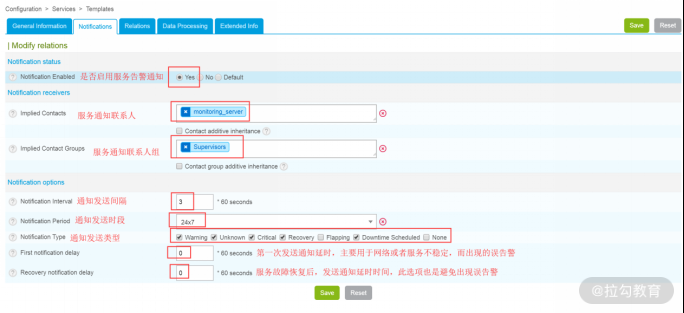 Configuration > Services > Templates
General Information Notifications Relations Data Processing Extended Info Save Reset
| Modify relations
Notification status
Notification Enabled 是否启用服务告警通知 Yes No Default
Notification receivers
Implied Contacts 服务通知联系人 monitoring_server
Contact additive inheritance
Implied Contact Groups 服务通知联系人组 Supervisors
Contact group additive inheritance
Notification options
Notification Interval 通知发送间隔 3 * 60 seconds
Notification Period 通知发送时段 24x7
Notification Type 通知发送类型 Warning Unknown Critical Recovery Flapping Downtime Scheduled None
First notification delay 0 * 60 seconds 第一次发送通知延时，主要用于网络或者服务不稳定，而出现的误告警
Recovery notification delay 0 * 60 seconds 服务故障恢复后，发送通知延时时间，此选项也是避免出现误告警
Save Reset
@拉勾教育